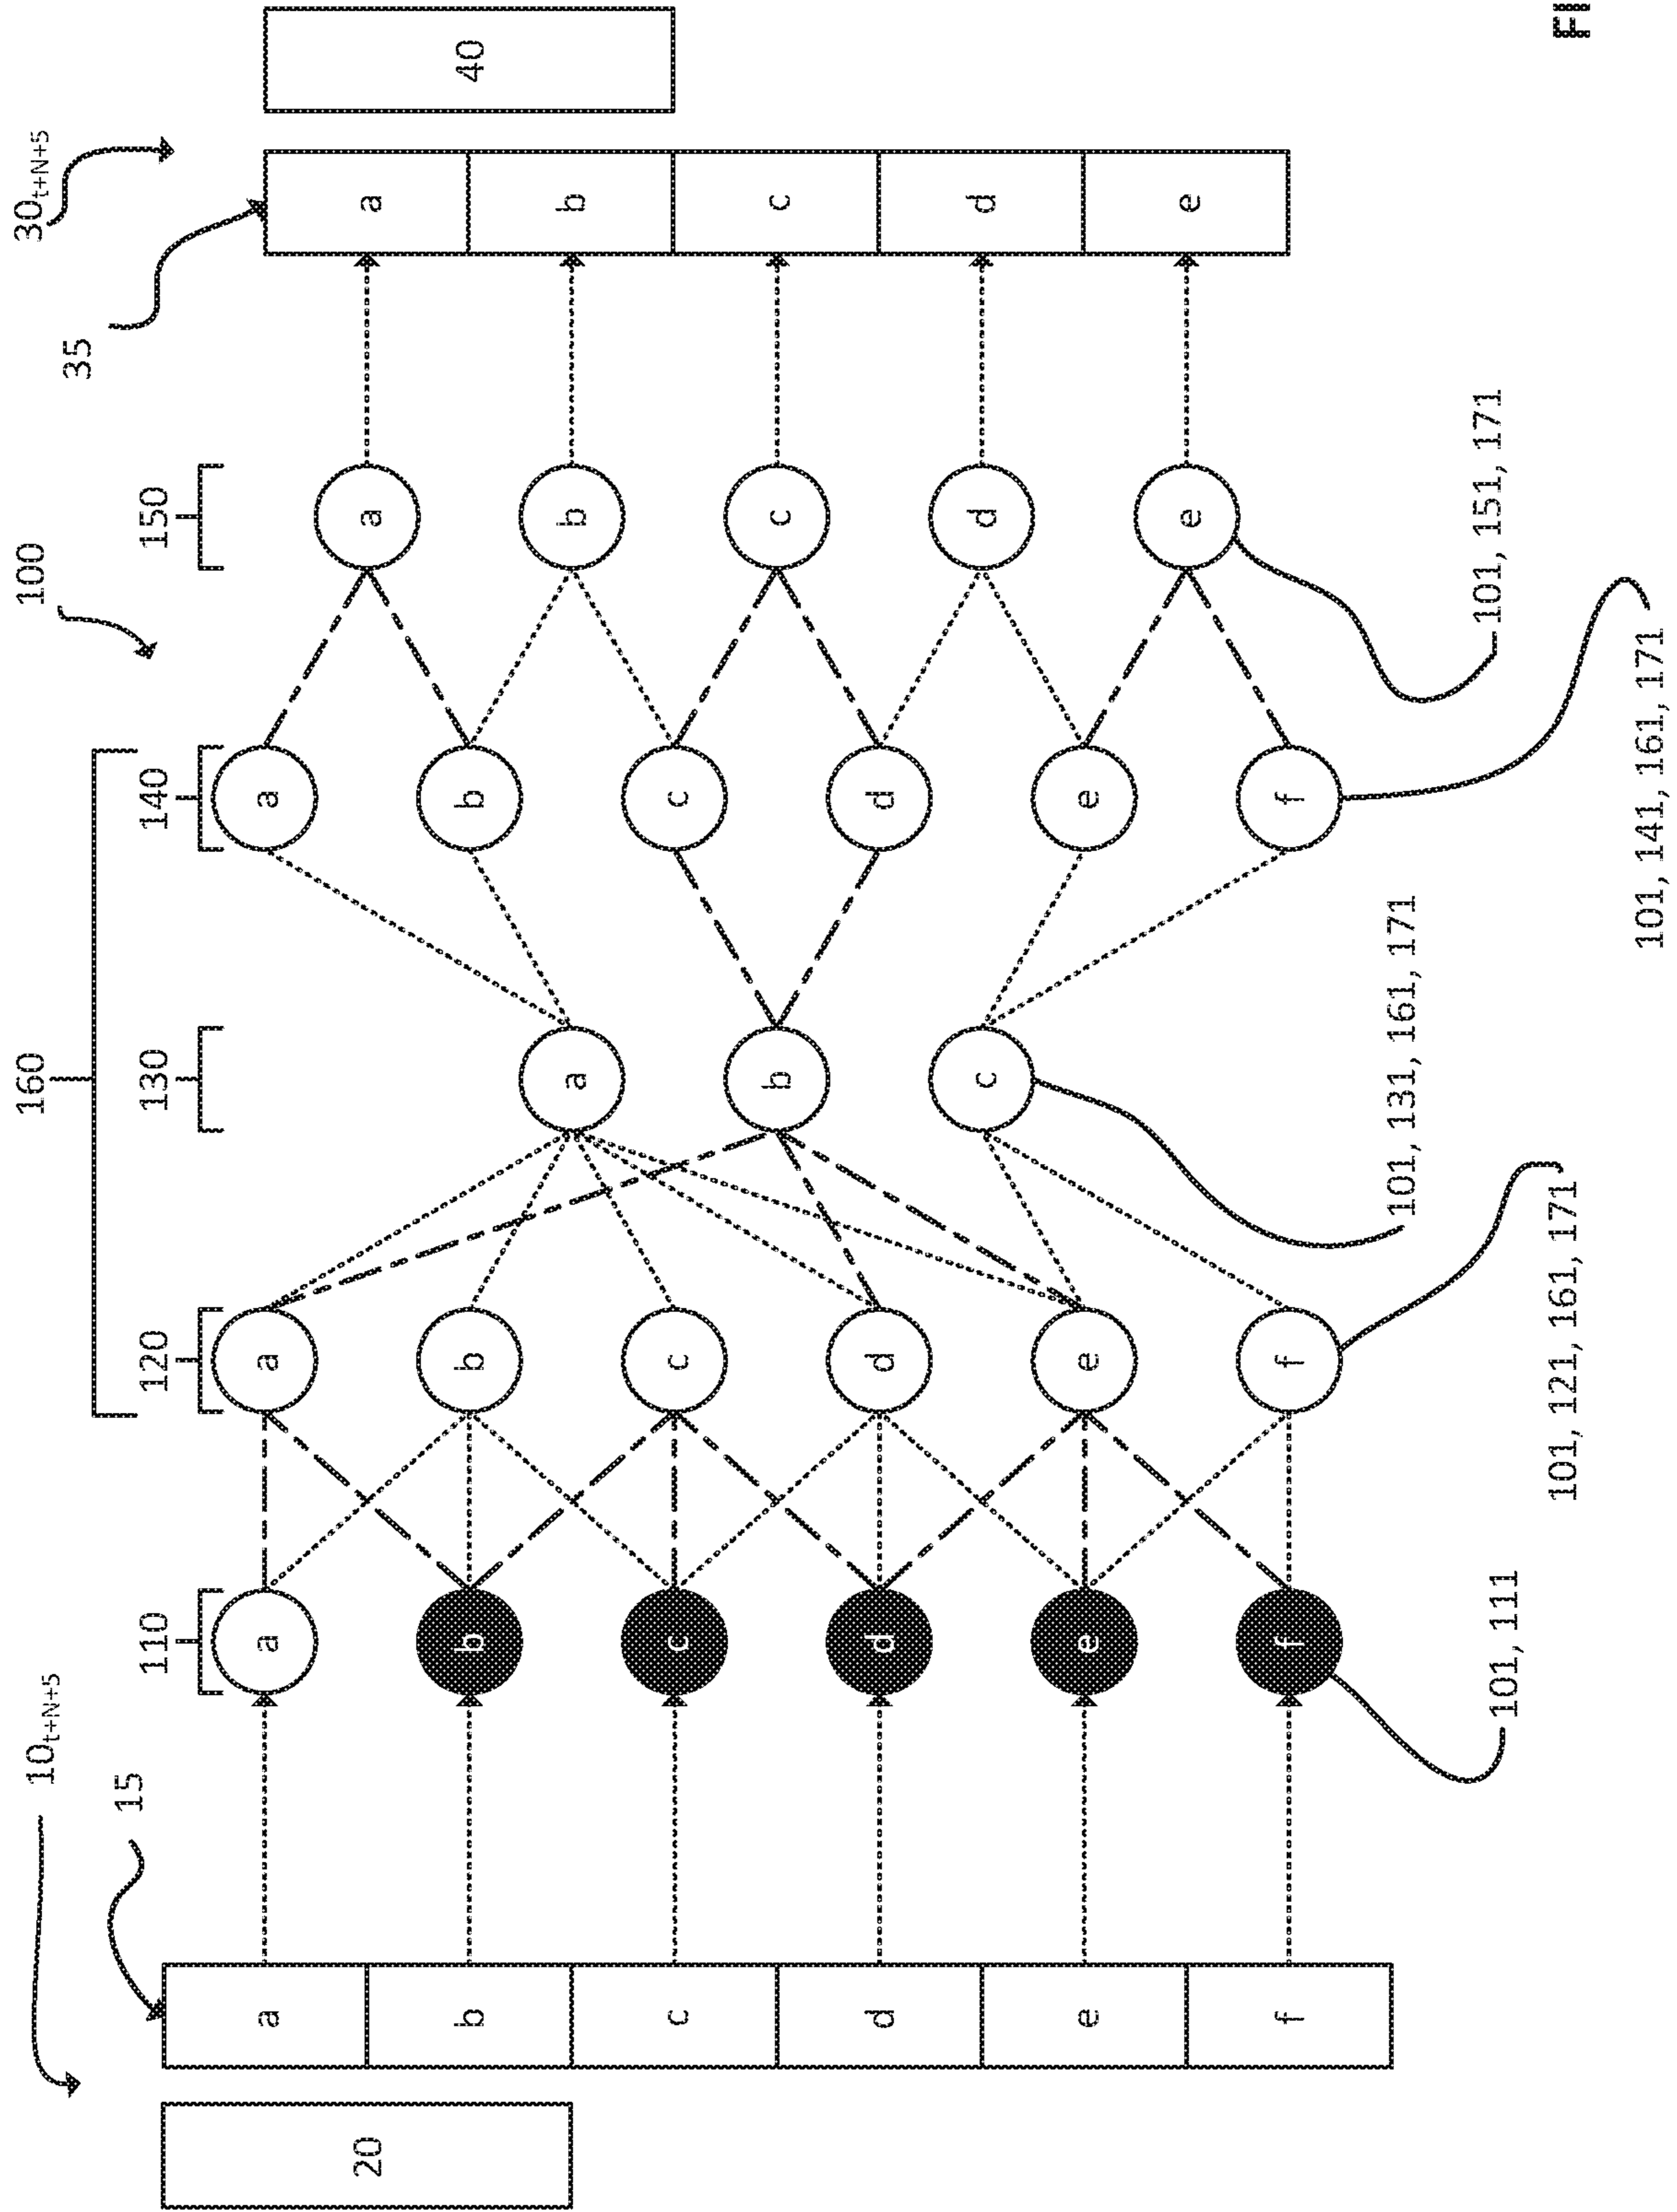 10t+N+5
160
100
30t+N+5
35
15
110 120 130 140 150
a a a a
20 a a
b b b b 40
a b b
c c c c
b c c
d d d d
c d d
e e e e
e e
f f f f
101, 131, 161, 171
101, 151, 171
101, 111
101, 121, 161, 171
101, 141, 161, 171